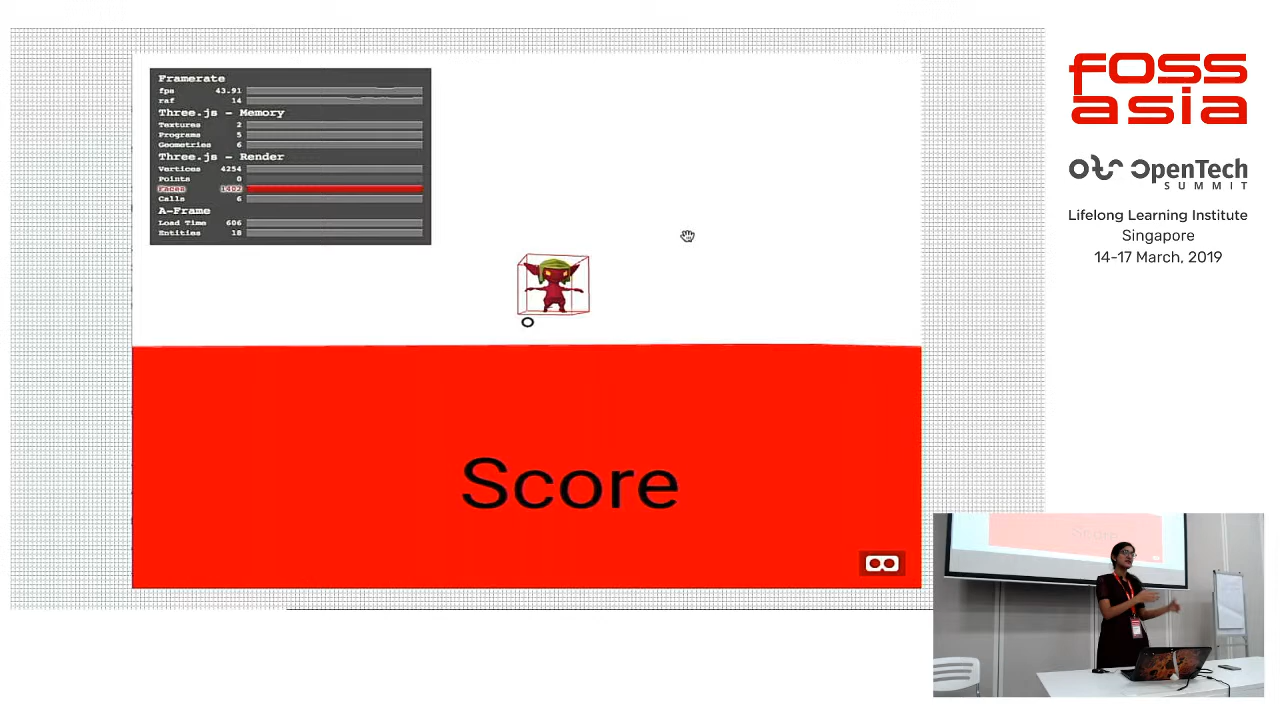 Framerate
fps 43.91
raf 14
Three.js - Memory
Textures 2
Programs 5
Geometries 6
Three.js - Render
Vertices 4254
Points 0
Faces 1402
Calls 6
A-Frame
Load Time 606
Entities 18
Score
FOSS
asia
OpenTech
SUMMIT
Lifelong Learning Institute
Singapore
14-17 March, 2019
Score